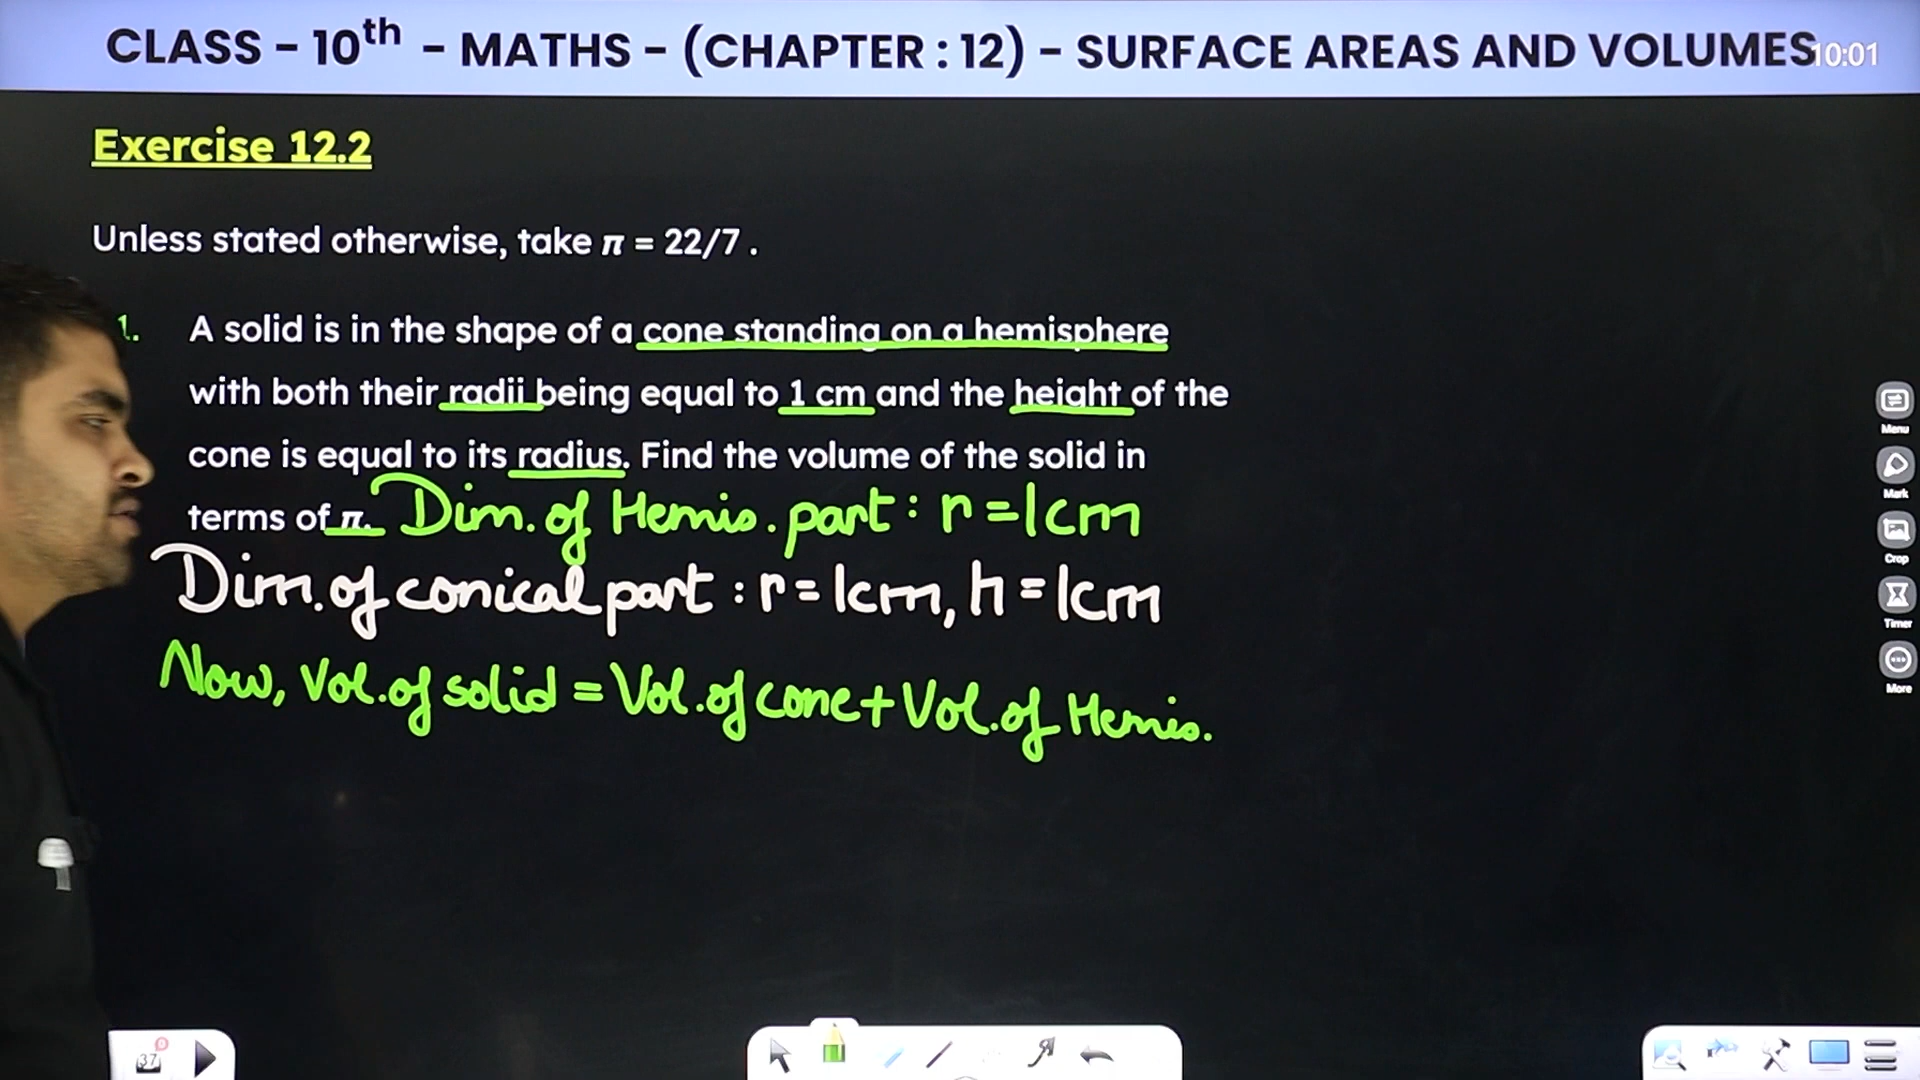 CLASS – 10th – MATHS – (CHAPTER : 12) – SURFACE AREAS AND VOLUMES
10:01
Exercise 12.2
Unless stated otherwise, take π = 22/7 .
1. A solid is in the shape of a cone standing on a hemisphere
with both their radii being equal to 1 cm and the height of the
cone is equal to its radius. Find the volume of the solid in
terms of π. Dim. of Hemis. part : r = 1cm
Dim. of conical part : r = 1cm, h = 1cm
Now, Vol. of solid = Vol. of cone + Vol. of Hemis.
Menu
Mark
Crop
Timer
More
37